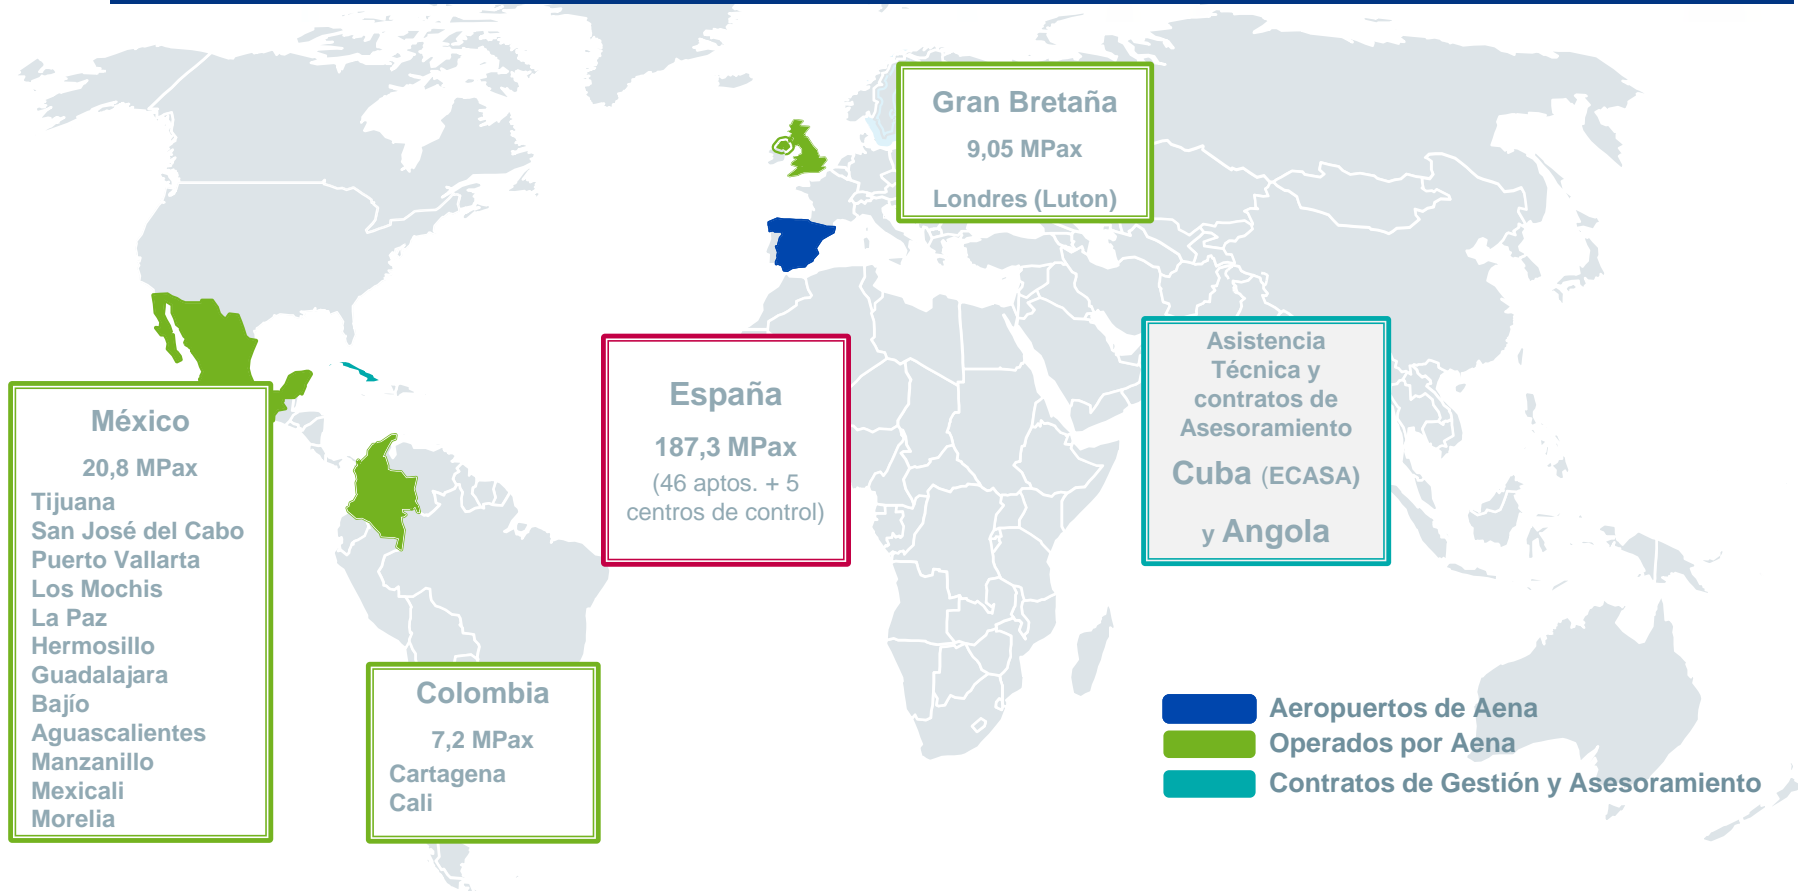 Gran Bretaña
9,05 MPax
Londres (Luton)
México
20,8 MPax
Tijuana
San José del Cabo
Puerto Vallarta
Los Mochis
La Paz
Hermosillo
Guadalajara
Bajío
Aguascalientes
Manzanillo
Mexicali
Morelia
Colombia
7,2 MPax
Cartagena
Cali
España
187,3 MPax
(46 aptos. + 5
centros de control)
Asistencia
Técnica y
contratos de
Asesoramiento
Cuba (ECASA)
y Angola
Aeropuertos de Aena
Operados por Aena
Contratos de Gestión y Asesoramiento